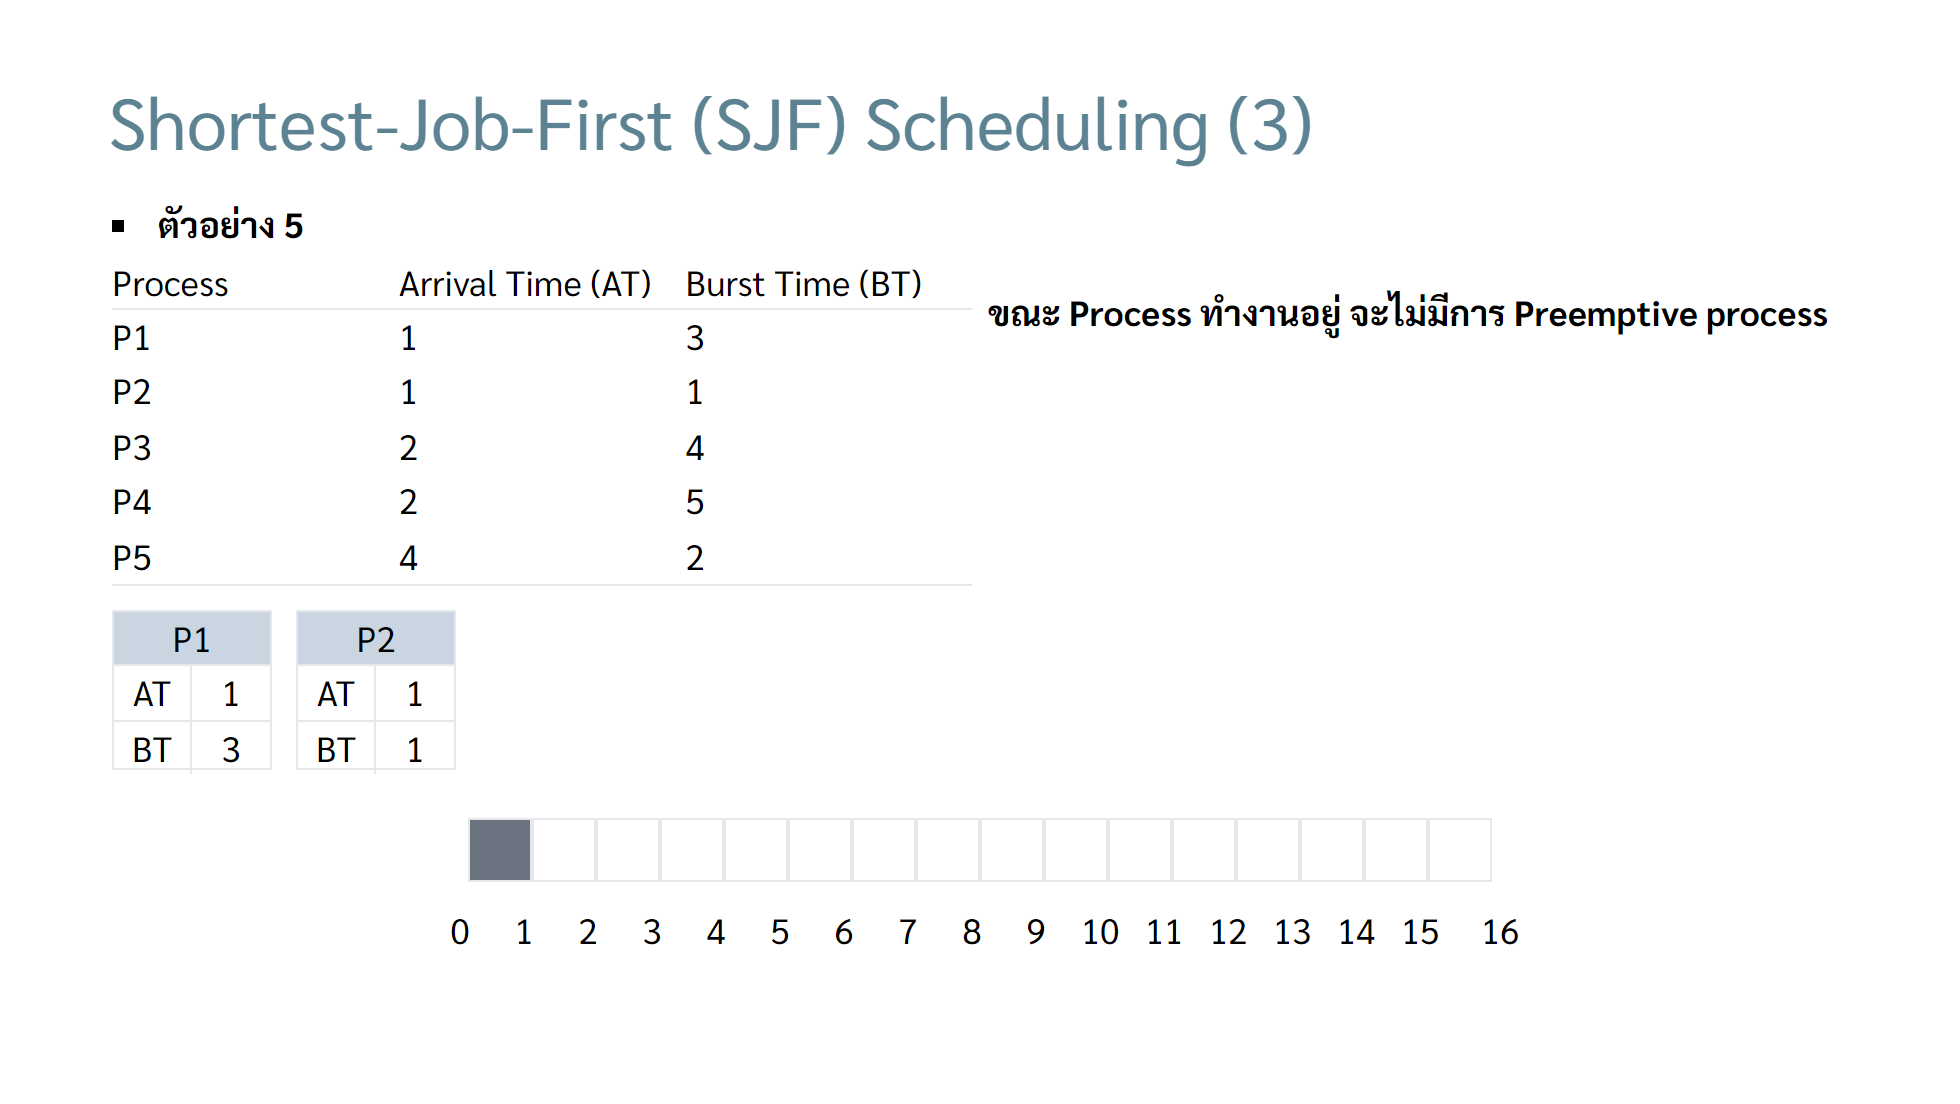 Shortest-Job-First (SJF) Scheduling (3)
▪ ตัวอย่าง 5
Process Arrival Time (AT) Burst Time (BT)
ขณะ Process ทำงานอยู่ จะไม่มีการ Preemptive process
P1 1 3
P2 1 1
P3 2 4
P4 2 5
P5 4 2
P1 P2
AT 1 AT 1
BT 3 BT 1
0 1 2 3 4 5 6 7 8 9 10 11 12 13 14 15 16